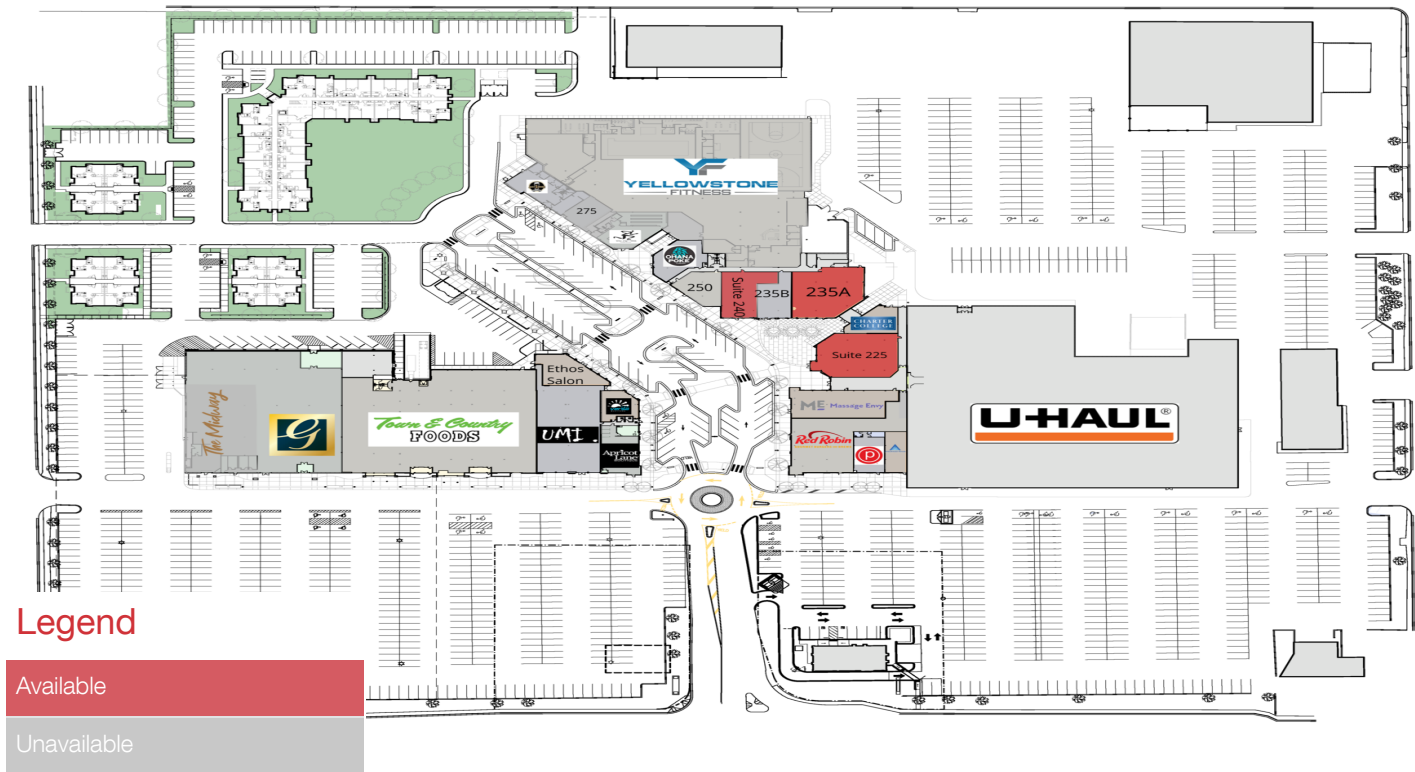 YF
YELLOWSTONE
FITNESS
275
OHANA
POKE
250
Suite 240
235B
235A
CHARTER
COLLEGE
Suite 225
Ethos
Salon
The Midway
G
Town & Country
FOODS
UMI
Apricot
Lane
ME Massage Envy
Red Robin
U-HAUL®
Legend
Available
Unavailable